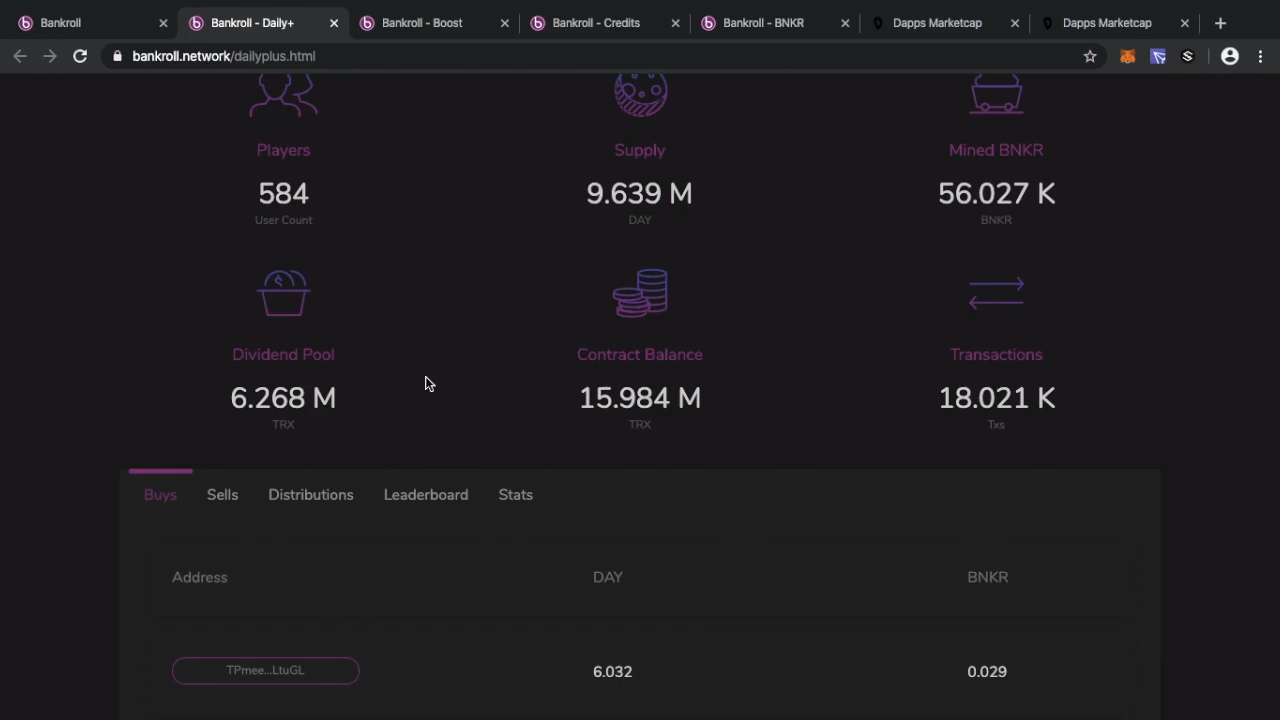 Bankroll
Bankroll - Daily+
Bankroll - Boost
Bankroll - Credits
Bankroll - BNKR
Dapps Marketcap
Dapps Marketcap
bankroll.network/dailyplus.html
Players
Supply
Mined BNKR
584
9.639 M
56.027 K
User Count
DAY
BNKR
Dividend Pool
Contract Balance
Transactions
6.268 M
15.984 M
18.021 K
TRX
TRX
Txs
Buys
Sells
Distributions
Leaderboard
Stats
Address
DAY
BNKR
TPmee...LtuGL
6.032
0.029